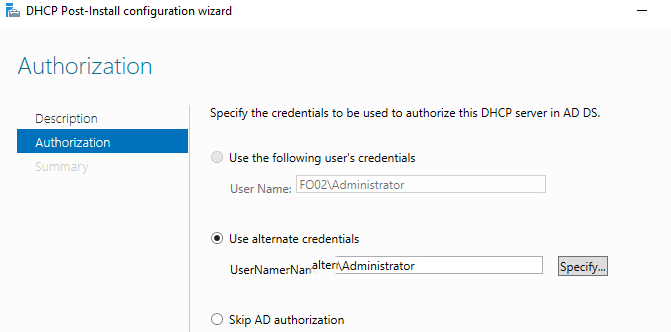 DHCP Post-Install configuration wizard
Authorization
Description
Authorization
Summary
Specify the credentials to be used to authorize this DHCP server in AD DS.
Use the following user's credentials
User Name: FO02\Administrator
Use alternate credentials
UserNamerNam altern\Administrator Specify...
Skip AD authorization